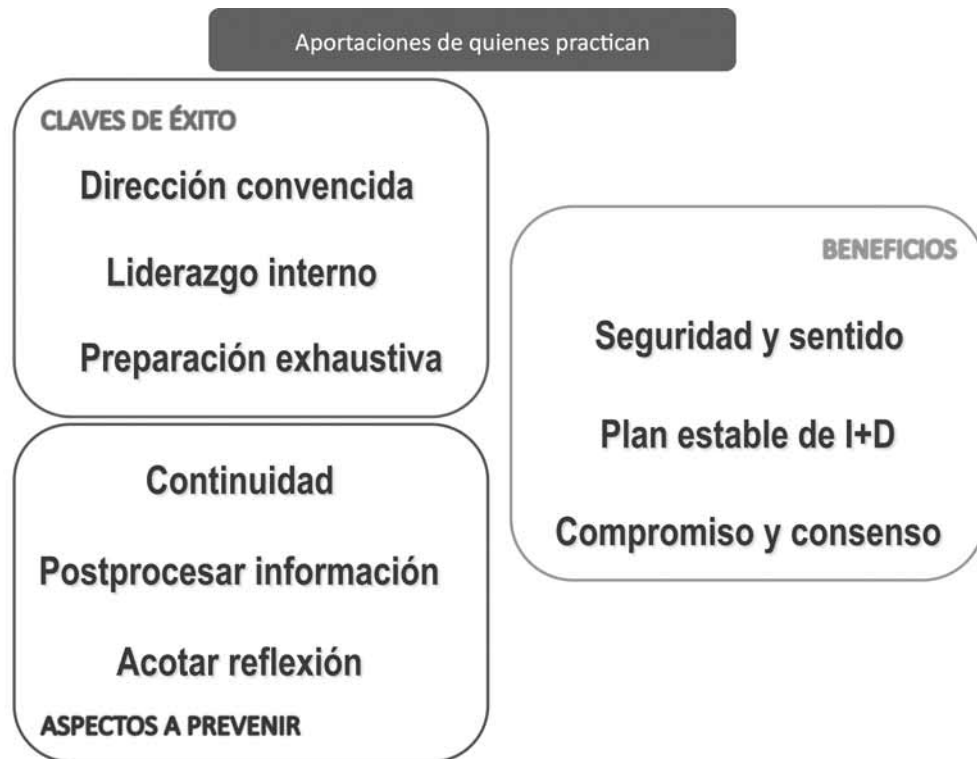 Aportaciones de quienes practican
CLAVES DE ÉXITO
Dirección convencida
Liderazgo interno
Preparación exhaustiva
Continuidad
Postprocesar información
Acotar reflexión
ASPECTOS A PREVENIR
BENEFICIOS
Seguridad y sentido
Plan estable de I+D
Compromiso y consenso